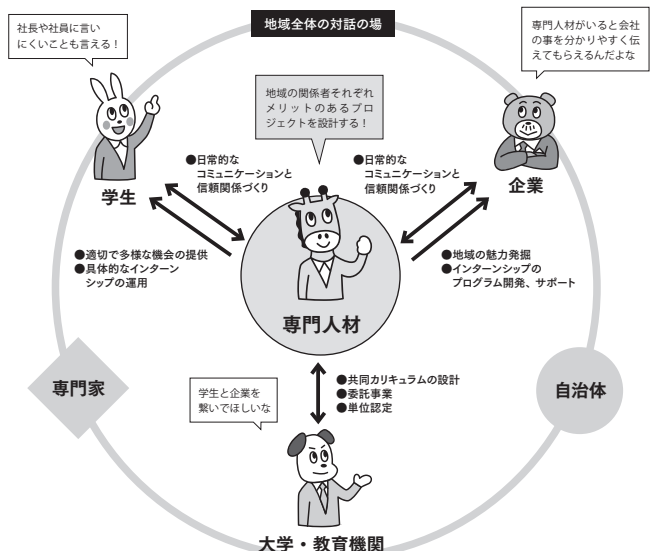 地域全体の対話の場
社長や社員に言い
にくいことも言える！
専門人材がいると会社
の事を分かりやすく伝
えてもらえるんだよな
地域の関係者それぞれ
メリットのあるプロ
ジェクトを設計する！
●日常的な
コミュニケーションと
信頼関係づくり
●日常的な
コミュニケーションと
信頼関係づくり
学生
企業
●適切で多様な機会の提供
●具体的なインターン
シップの運用
●地域の魅力発掘
●インターンシップの
プログラム開発、サポート
専門人材
専門家
自治体
学生と企業を
繋いでほしいな
●共同カリキュラムの設計
●委託事業
●単位認定
大学・教育機関